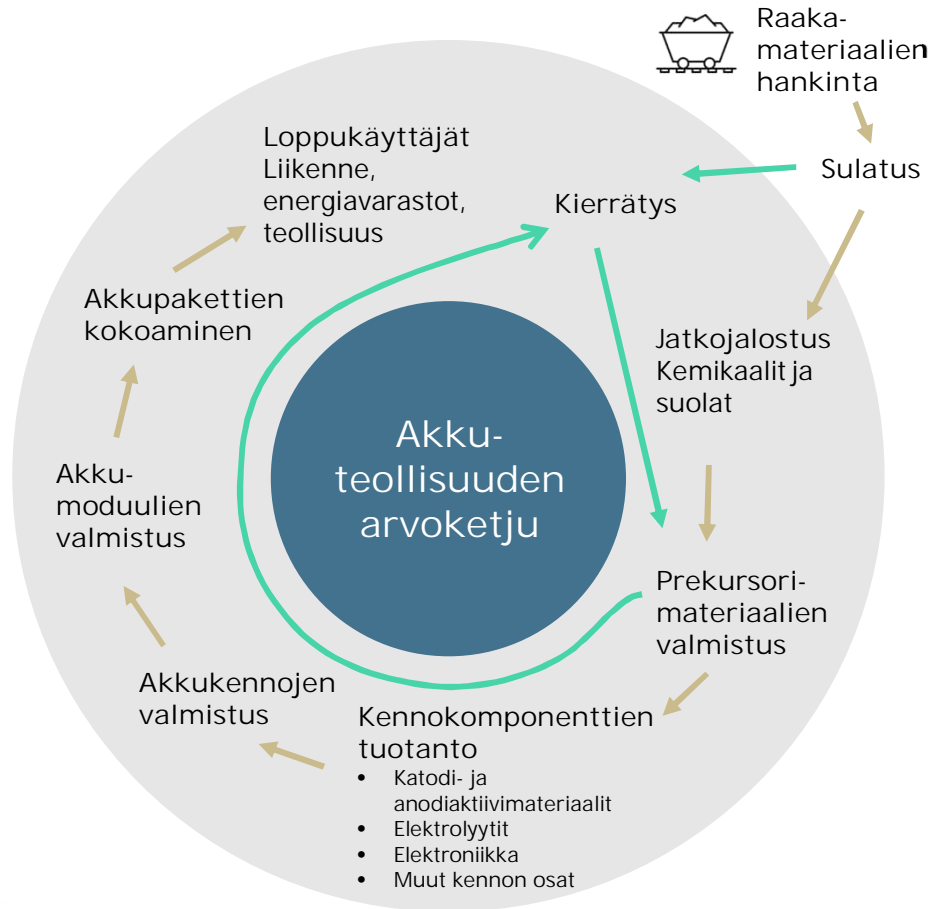 Raaka-
materiaalien
hankinta
Sulatus
Kierrätys
Jatkojalostus
Kemikaalit ja
suolat
Prekursori-
materiaalien
valmistus
Kennokomponenttien
tuotanto
• Katodi- ja
anodiaktiivimateriaalit
• Elektrolyytit
• Elektroniikka
• Muut kennon osat
Akkukennojen
valmistus
Akku-
moduulien
valmistus
Akkupakettien
kokoaminen
Loppukäyttäjät
Liikenne,
energiavarastot,
teollisuus
Akku-
teollisuuden
arvoketju